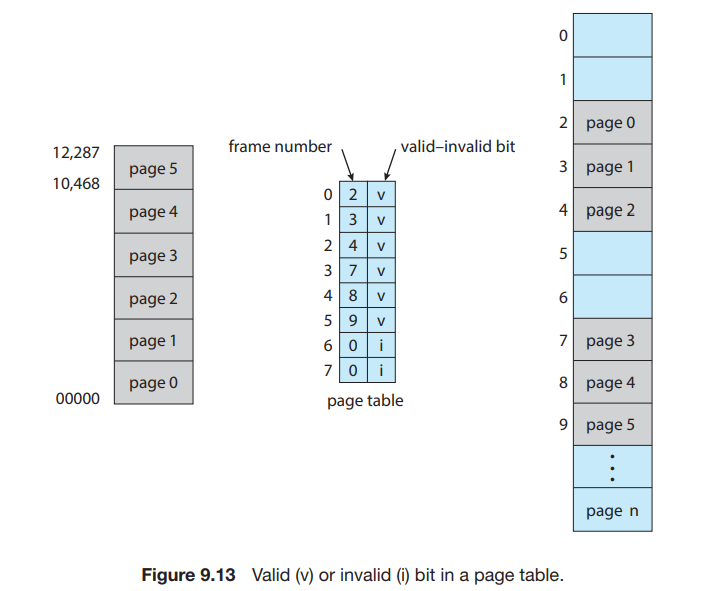 12,287
page 5
10,468
page 4
page 3
page 2
page 1
page 0
00000
frame number
valid–invalid bit
0 2 v
1 3 v
2 4 v
3 7 v
4 8 v
5 9 v
6 0 i
7 0 i
page table
0
1
2 page 0
3 page 1
4 page 2
5
6
7 page 3
8 page 4
9 page 5
page n
Figure 9.13 Valid (v) or invalid (i) bit in a page table.